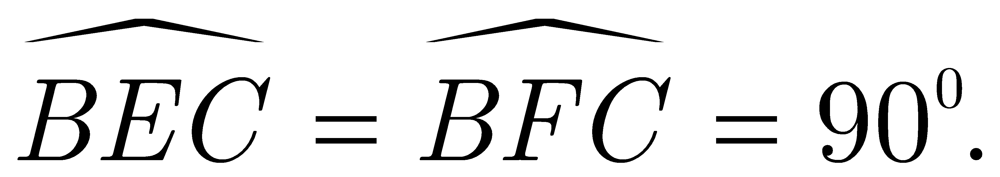 $\widehat{BEC} = \widehat{BFC} = 90^0.$